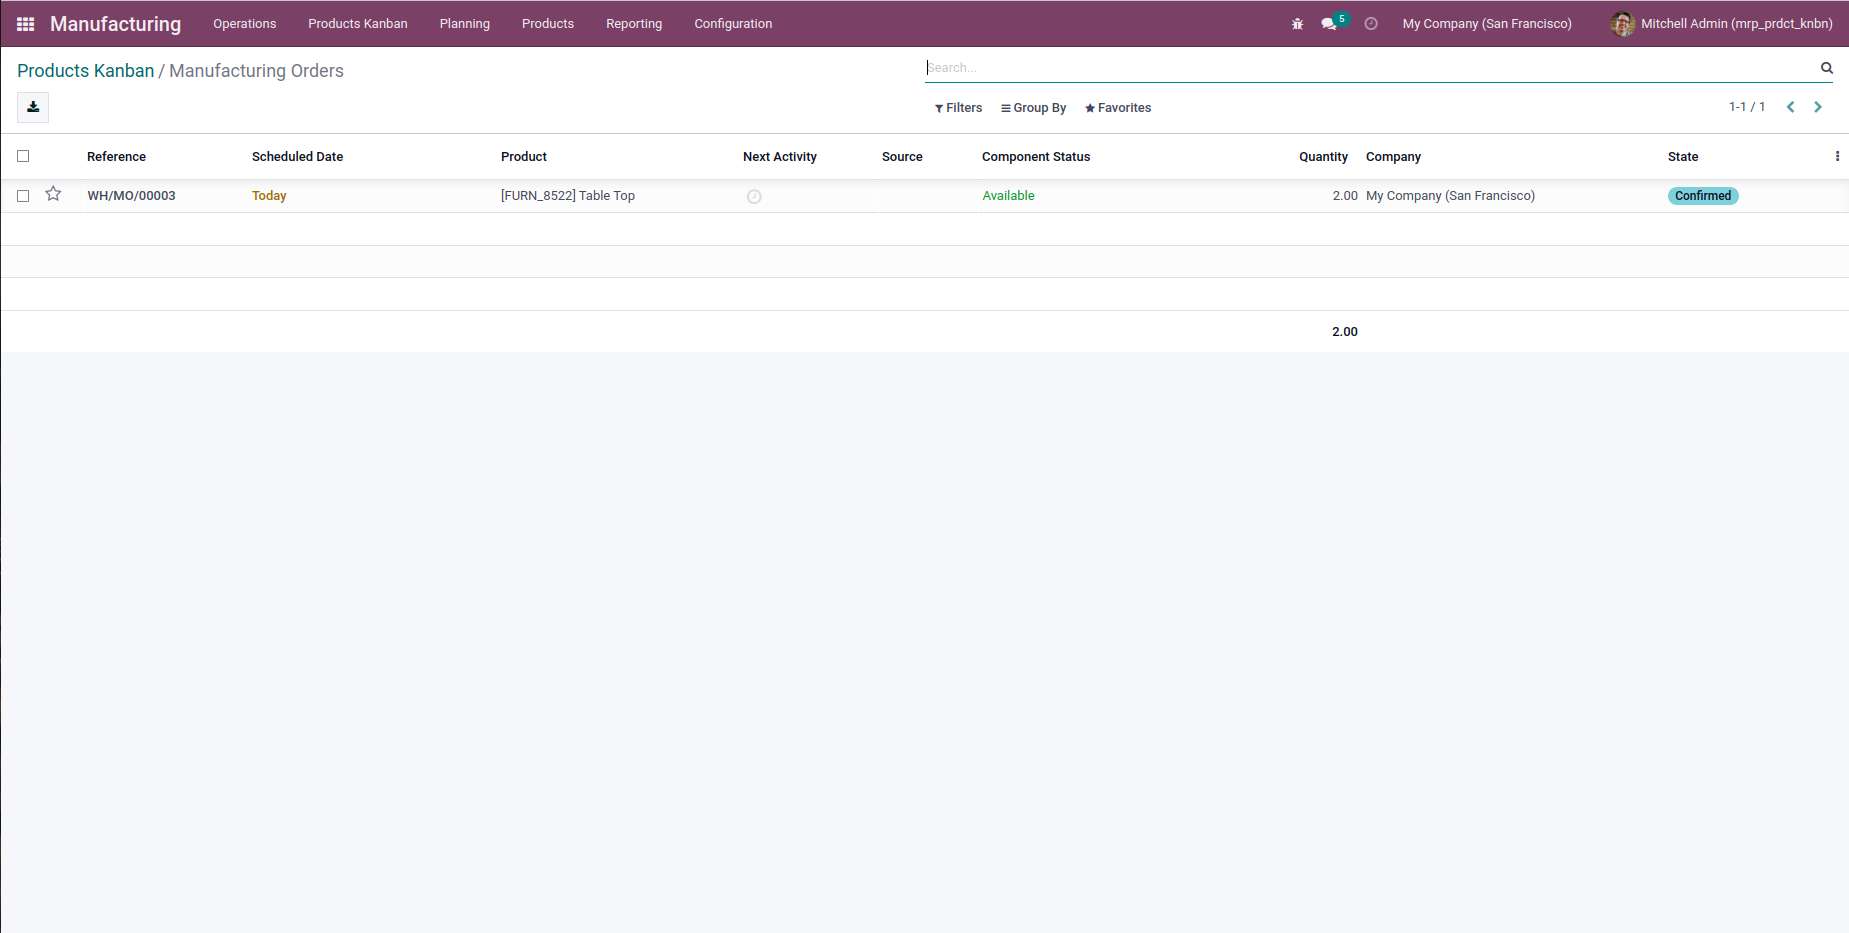 Manufacturing Operations Products Kanban Planning Products Reporting Configuration 5 My Company (San Francisco) Mitchell Admin (mrp_prdct_knbn)
Products Kanban / Manufacturing Orders Search...
Filters Group By Favorites 1-1 / 1
Reference Scheduled Date Product Next Activity Source Component Status Quantity Company State
WH/MO/00003 Today [FURN_8522] Table Top Available 2.00 My Company (San Francisco) Confirmed
2.00